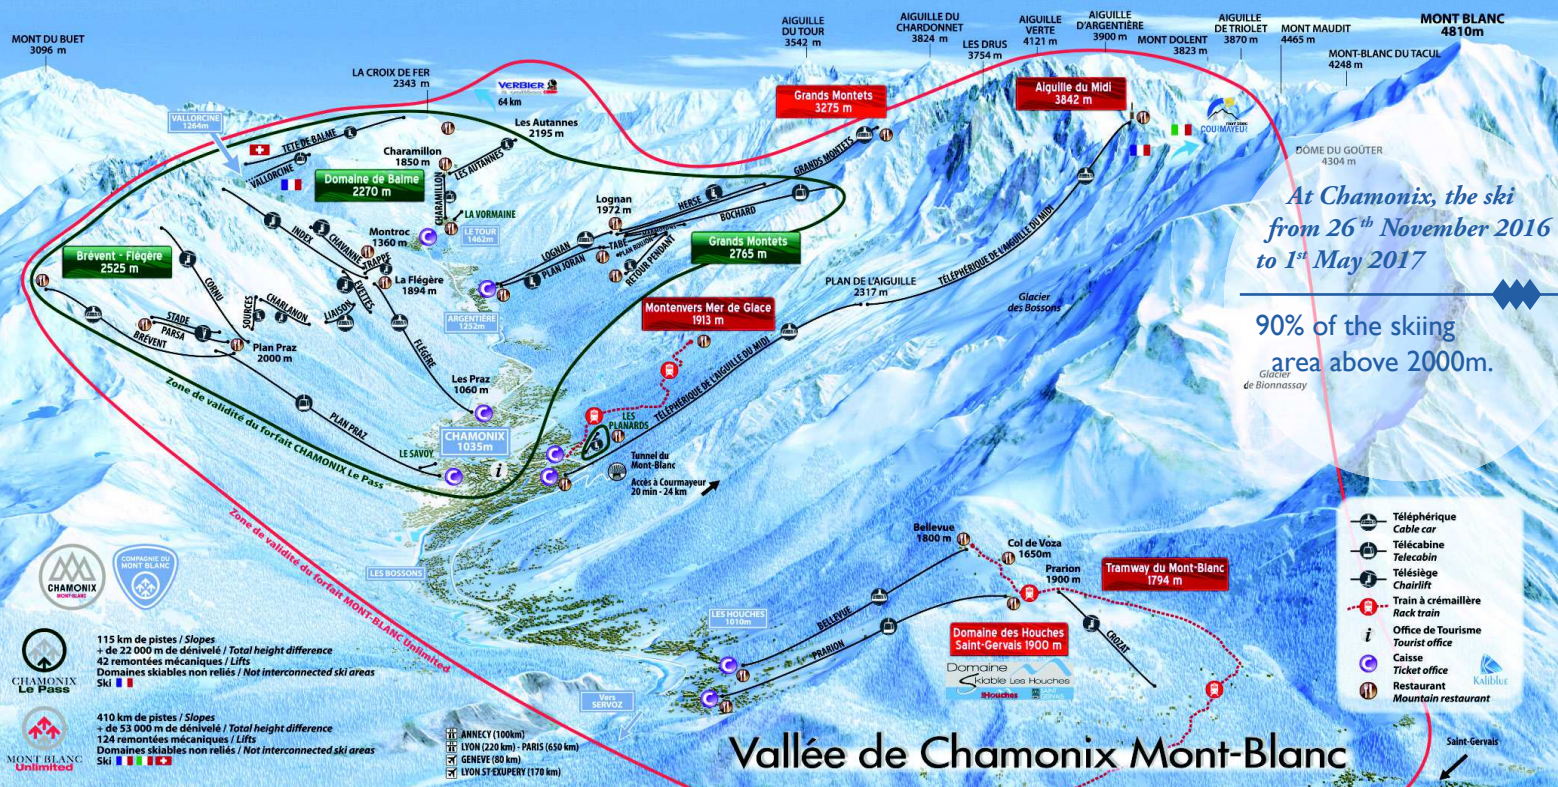 MONT DU BUET
3096 m
LA CROIX DE FER
2343 m
VERBIER
64 km
AIGUILLE
DU TOUR
3542 m
AIGUILLE DU
CHARDONNET
3824 m
LES DRUS
3754 m
AIGUILLE
VERTE
4121 m
AIGUILLE
D'ARGENTIÈRE
3900 m
MONT DOLENT
3823 m
AIGUILLE
DE TRIOLET
3870 m
MONT MAUDIT
4465 m
MONT-BLANC DU TACUL
4248 m
MONT BLANC
4810m
VALLORCINE
1264m
TÊTE DE BALME
VALLORCINE
Les Autannes
2195 m
Charamillon
1850 m
LES AUTANNES
CHARAMILLON
Domaine de Balme
2270 m
LA VORMAINE
LE TOUR
1462m
Montroc
1360 m
Grands Montets
3275 m
GRANDS MONTETS
Aiguille du Midi
3842 m
COURMAYEUR
DÔME DU GOÛTER
4304 m
At Chamonix, the ski
from 26 th November 2016
to 1st May 2017
90% of the skiing
area above 2000m.
Glacier
de Bionnassay
Lognan
1972 m
HERSE
BOCHARD
LOGNAN
TABÉ
PLAN JORAN
PLAN ROUJON
RETOUR PENDANT
Grands Montets
2765 m
INDEX
CHAVANNE
TRAPPE
La Flégère
1894 m
EVETTES
Brévent - Flégère
2525 m
CORNU
SOURCES
CHARLANON
LIAISON
STADE
PARSA
BRÉVENT
Plan Praz
2000 m
FLÉGÈRE
ARGENTIÈRE
1252m
Montenvers Mer de Glace
1913 m
PLAN DE L'AIGUILLE
2317 m
TÉLÉPHÉRIQUE DE L'AIGUILLE DU MIDI
Glacier
des Bossons
TÉLÉPHÉRIQUE DE L'AIGUILLE DU MIDI
Les Praz
1060 m
PLAN PRAZ
CHAMONIX
1035m
LE SAVOY
i
LES
PLANARDS
Tunnel du
Mont-Blanc
Accès à Courmayeur
20 min - 24 km
Zone de validité du forfait CHAMONIX Le Pass
Zone de validité du forfait MONT-BLANC Unlimited
LES BOSSONS
Bellevue
1800 m
Col de Voza
1650m
Prarion
1900 m
Tramway du Mont-Blanc
1794 m
BELLEVUE
PRARION
CROZAT
LES HOUCHES
1010m
Domaine des Houches
Saint-Gervais 1900 m
Domaine
Skiable Les Houches
lesHouches
Vers
SERVOZ
CHAMONIX
MONT-BLANC
COMPAGNIE DU
MONT BLANC
CHAMONIX
Le Pass
115 km de pistes / Slopes
+ de 22 000 m de dénivelé / Total height difference
42 remontées mécaniques / Lifts
Domaines skiables non reliés / Not interconnected ski areas
Ski
MONT BLANC
Unlimited
410 km de pistes / Slopes
+ de 53 000 m de dénivelé / Total height difference
124 remontées mécaniques / Lifts
Domaines skiables non reliés / Not interconnected ski areas
Ski
ANNECY (100km)
LYON (220 km) - PARIS (650 km)
GENEVE (80 km)
LYON ST-EXUPERY (170 km)
Vallée de Chamonix Mont-Blanc
Téléphérique
Cable car
Télécabine
Telecabin
Télésiège
Chairlift
Train à crémaillère
Rack train
i
Office de Tourisme
Tourist office
C
Caisse
Ticket office
Restaurant
Mountain restaurant
KALIBLUE
Saint-Gervais